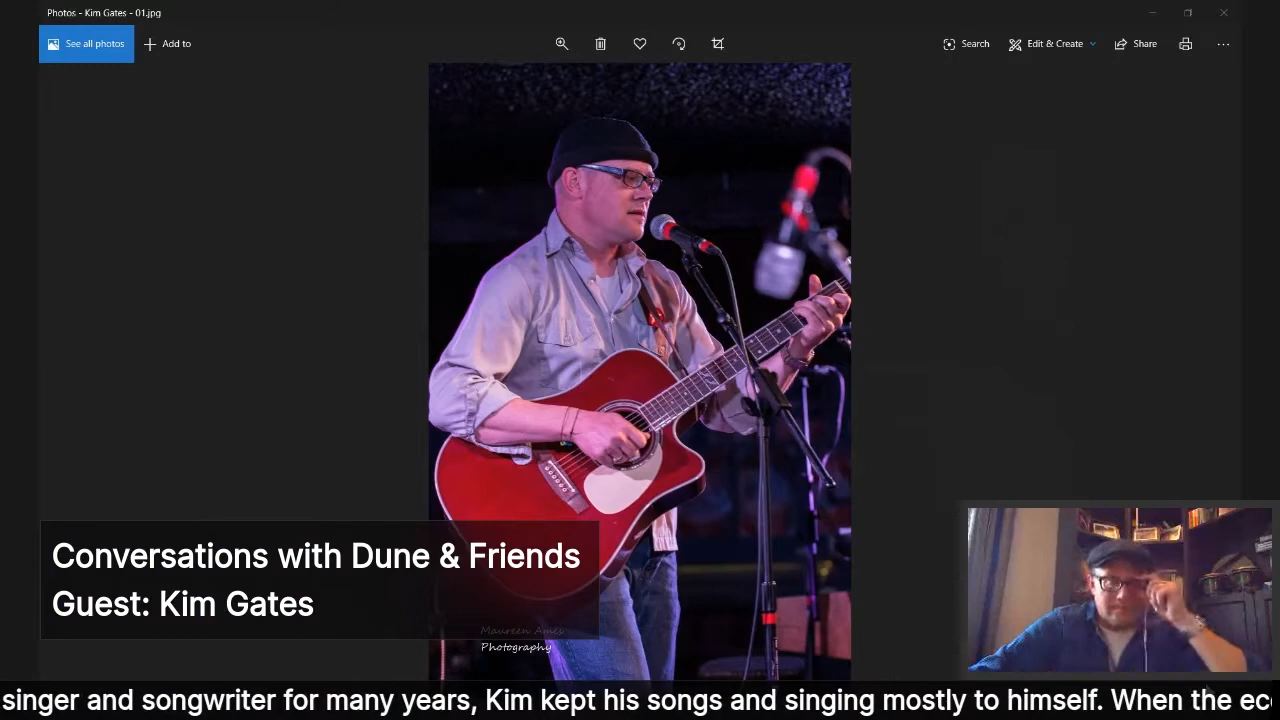 Photos - Kim Gates - 01.jpg
See all photos
Add to
Search
Edit & Create
Share
Conversations with Dune & Friends
Guest: Kim Gates
Maureen Ames
Photography
singer and songwriter for many years, Kim kept his songs and singing mostly to himself. When the ec